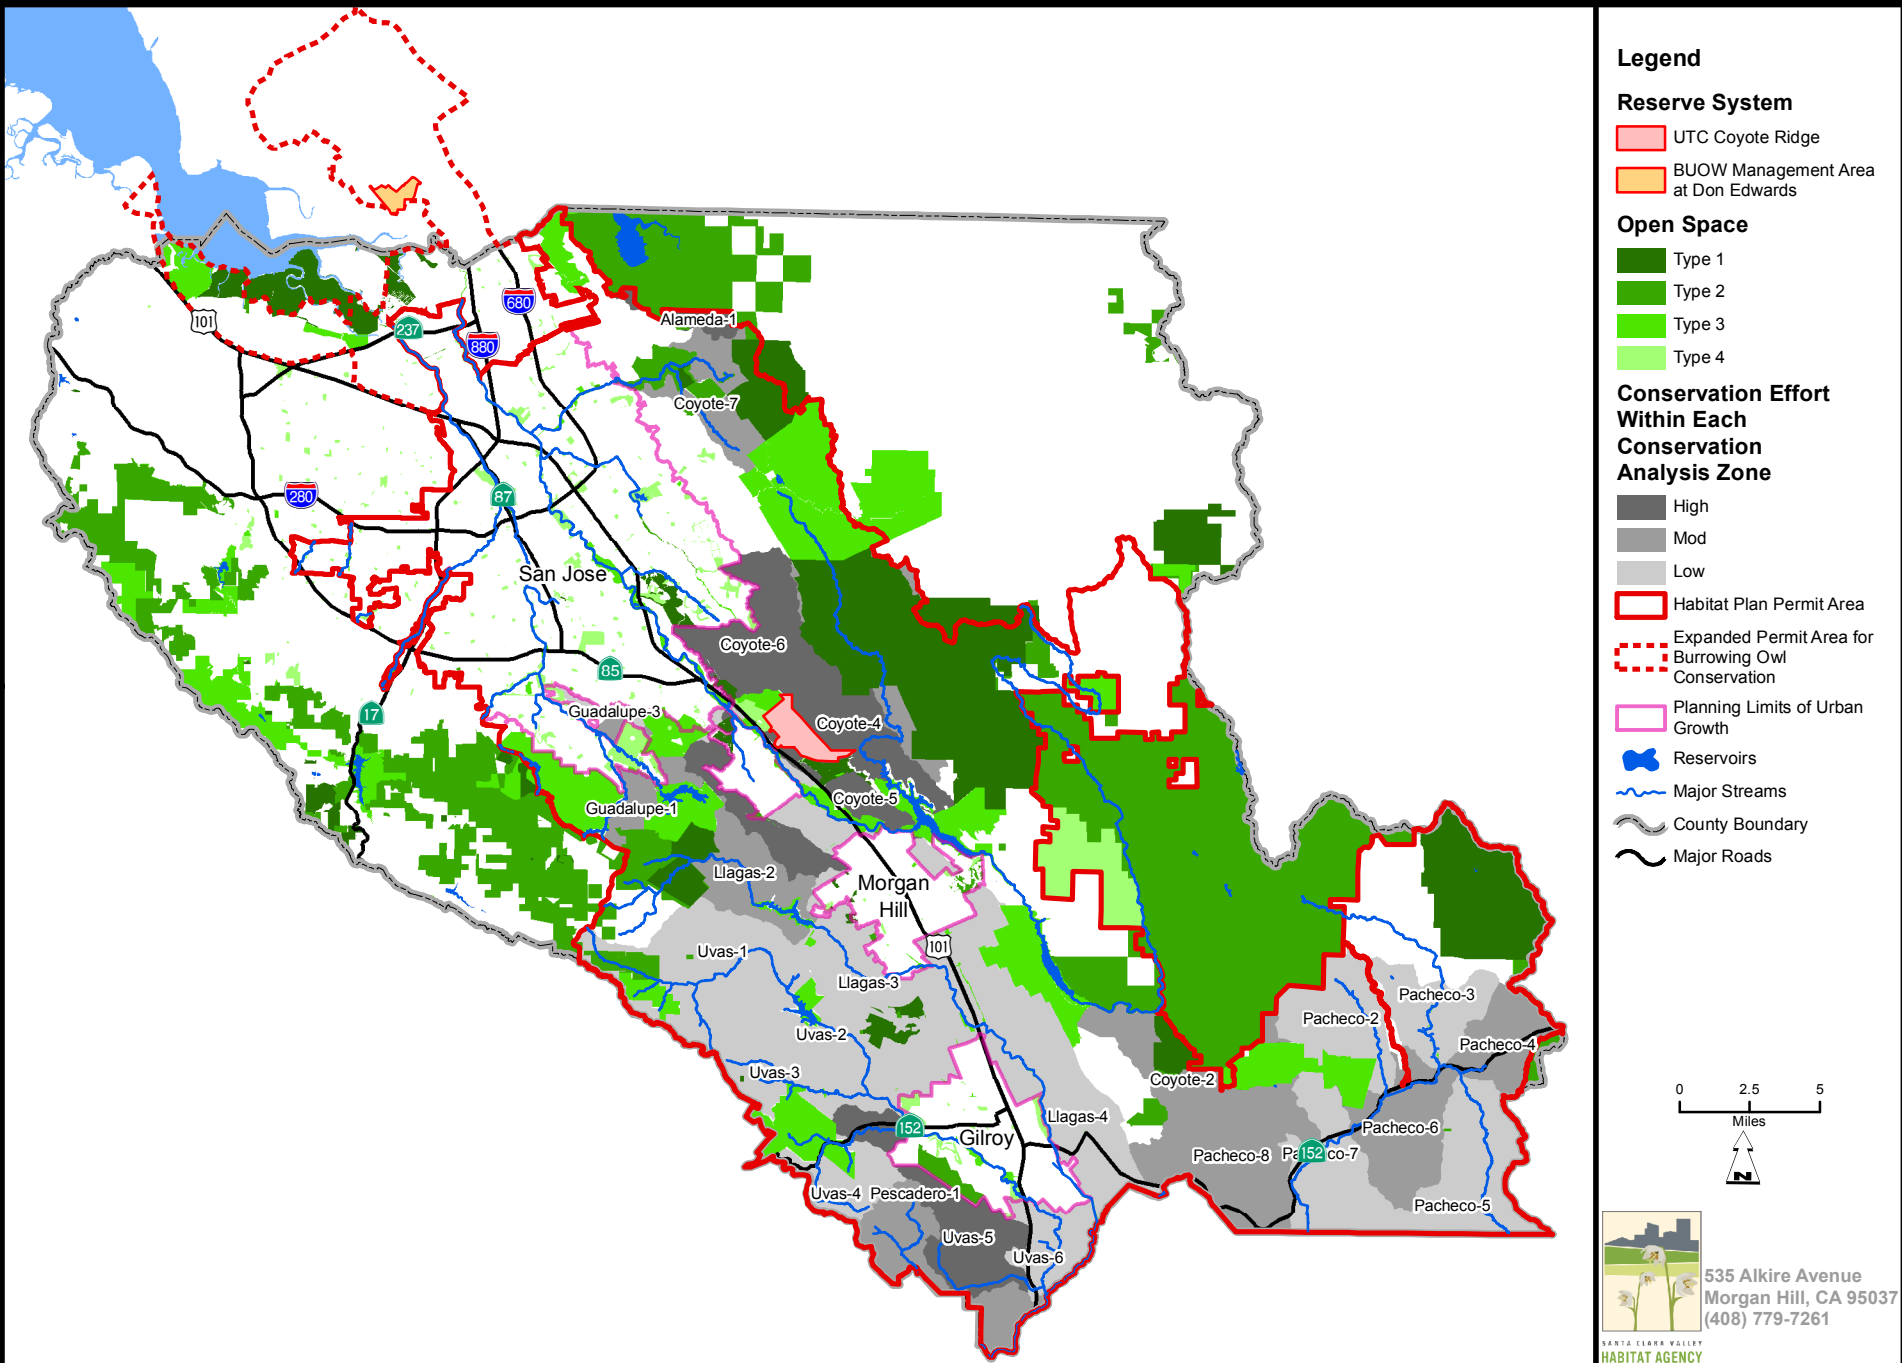 Legend
Reserve System
UTC Coyote Ridge
BUOW Management Area
at Don Edwards
Open Space
Type 1
Type 2
Type 3
Type 4
Conservation Effort
Within Each
Conservation
Analysis Zone
High
Mod
Low
Habitat Plan Permit Area
Expanded Permit Area for
Burrowing Owl
Conservation
Planning Limits of Urban
Growth
Reservoirs
Major Streams
County Boundary
Major Roads
0 2.5 5
Miles
N
535 Alkire Avenue
Morgan Hill, CA 95037
(408) 779-7261
SANTA CLARA VALLEY
HABITAT AGENCY
680
101
Alameda-1
237
880
Coyote-7
280
87
San Jose
Coyote-6
85
Guadalupe-3
17
Coyote-4
Coyote-5
Guadalupe-1
Llagas-2
Morgan
Hill
101
Uvas-1
Llagas-3
Pacheco-3
Pacheco-2
Uvas-2
Pacheco-4
Uvas-3
Coyote-2
Llagas-4
152
Gilroy
Pacheco-6
Pacheco-8
152
Uvas-4
Pescadero-1
Pacheco-5
Uvas-5
Uvas-6